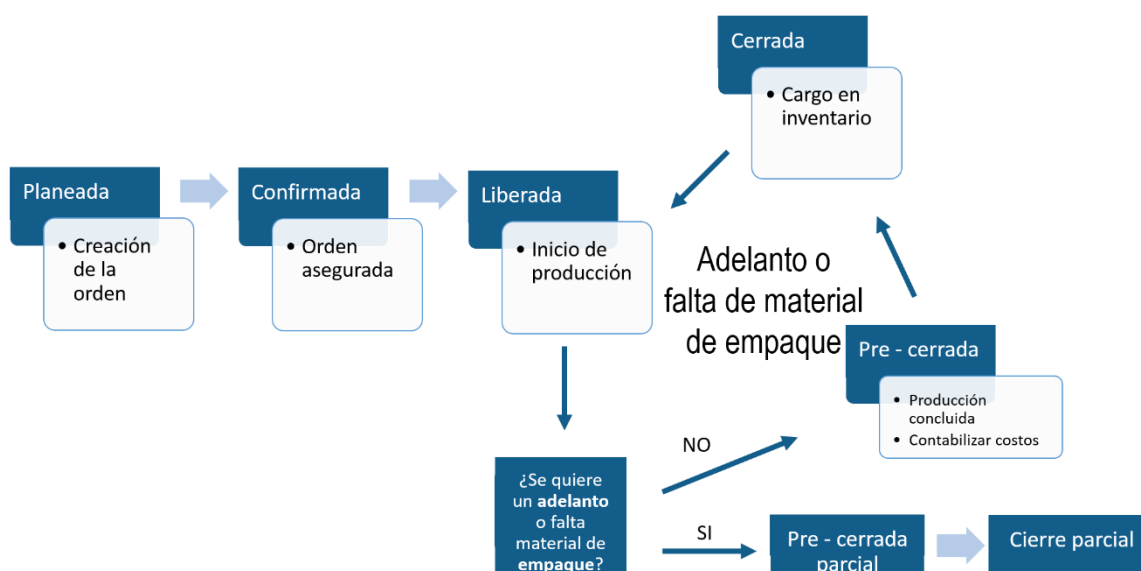 Cerrada
• Cargo en
inventario
Planeada
• Creación
de la
orden
Confirmada
• Orden
asegurada
Liberada
• Inicio de
producción
Adelanto o
falta de material
de empaque
Pre - cerrada
• Producción
concluida
• Contabilizar costos
¿Se quiere
un adelanto
o falta
material de
empaque?
NO
SI
Pre - cerrada
parcial
Cierre parcial